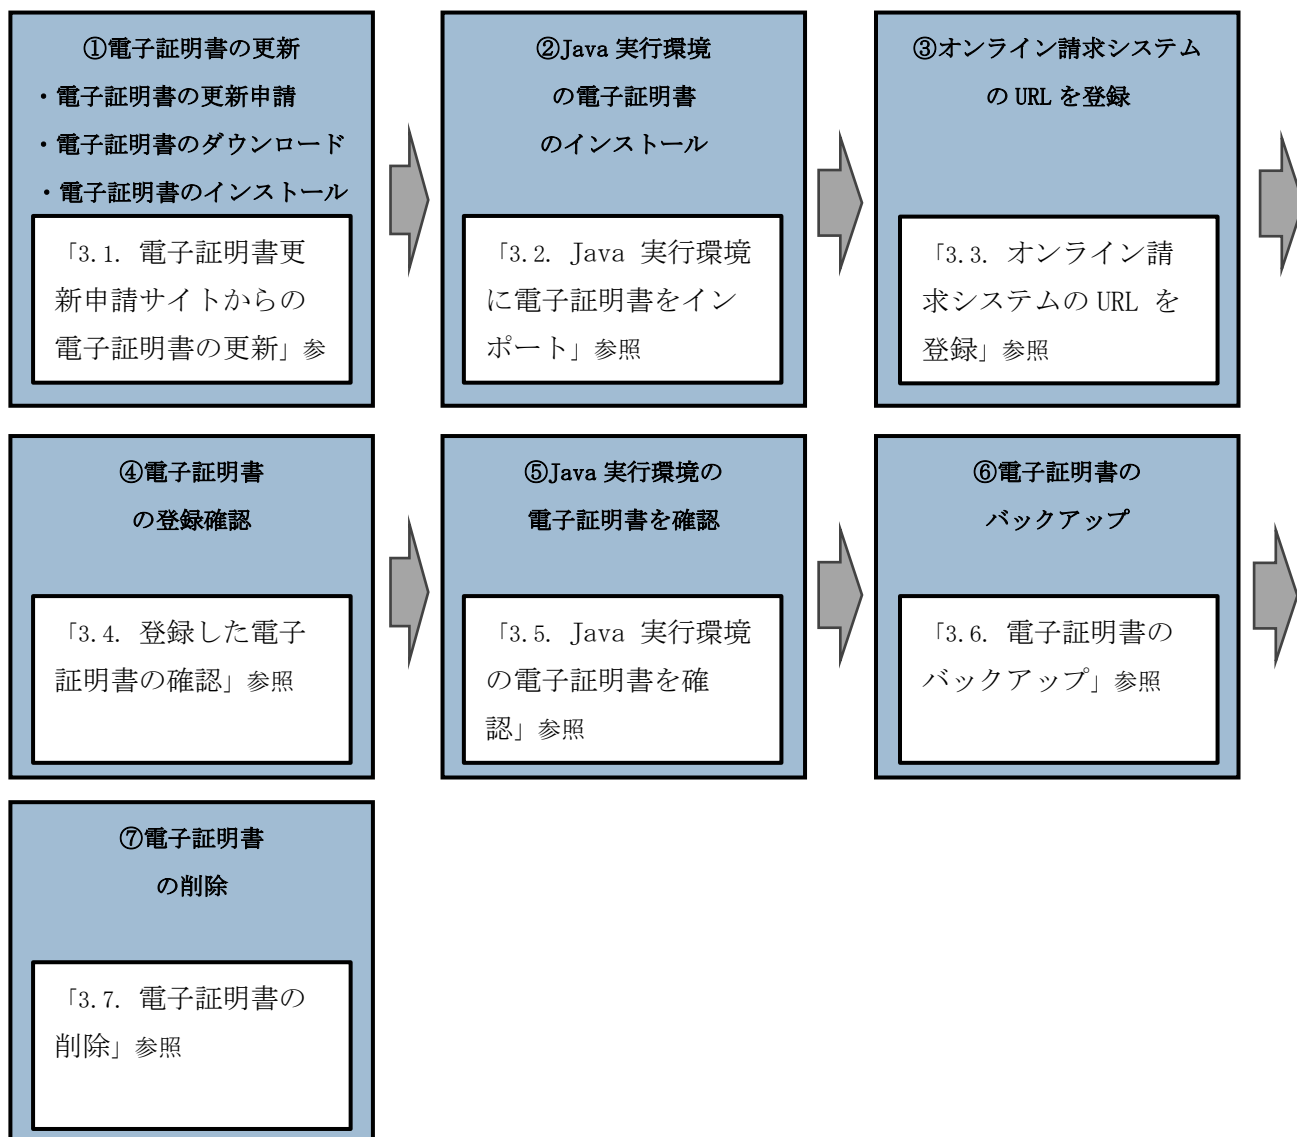 ①電子証明書の更新
・電子証明書の更新申請
・電子証明書のダウンロード
・電子証明書のインストール
「3.1. 電子証明書更
新申請サイトからの
電子証明書の更新」参
②Java 実行環境
の電子証明書
のインストール
「3.2. Java 実行環境
に電子証明書をイン
ポート」参照
③オンライン請求システム
の URL を登録
「3.3. オンライン請
求システムの URL を
登録」参照
④電子証明書
の登録確認
「3.4. 登録した電子
証明書の確認」参照
⑤Java 実行環境の
電子証明書を確認
「3.5. Java 実行環境
の電子証明書を確
認」参照
⑥電子証明書の
バックアップ
「3.6. 電子証明書の
バックアップ」参照
⑦電子証明書
の削除
「3.7. 電子証明書の
削除」参照